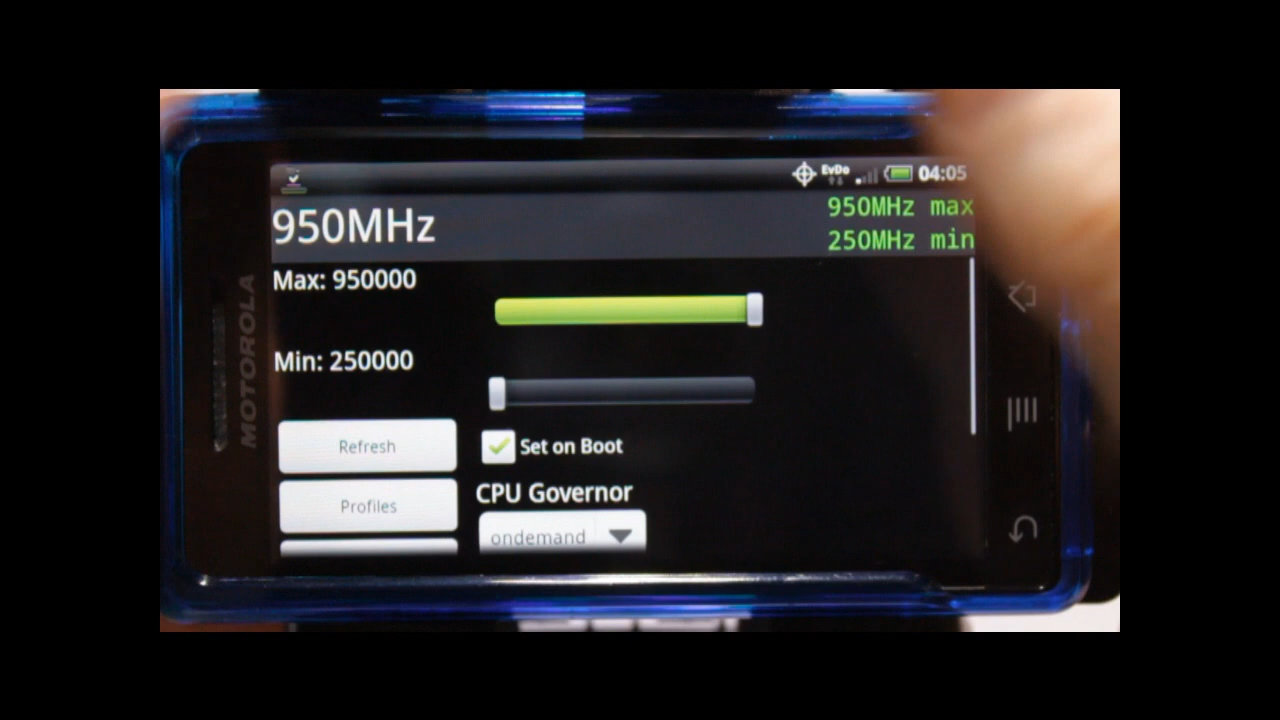 EvDo 04:05
950MHz
950MHz max
250MHz min
Max: 950000
Min: 250000
Refresh
Set on Boot
Profiles
CPU Governor
ondemand
MOTOROLA